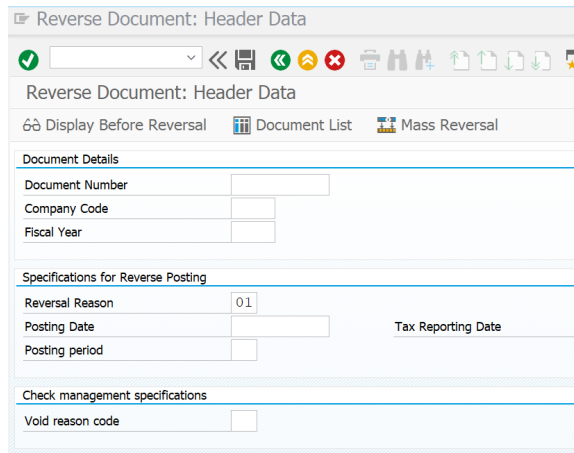 Reverse Document: Header Data
Reverse Document: Header Data
Display Before Reversal Document List Mass Reversal
Document Details
Document Number
Company Code
Fiscal Year
Specifications for Reverse Posting
Reversal Reason 01
Posting Date Tax Reporting Date
Posting period
Check management specifications
Void reason code